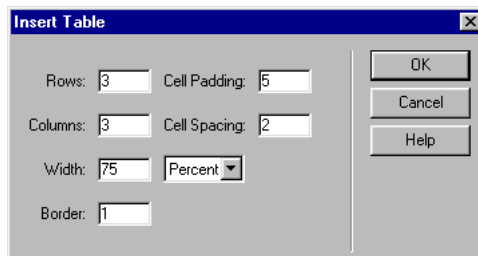 Insert Table
Rows: 3 Cell Padding: 5 OK
Columns: 3 Cell Spacing: 2 Cancel
Width: 75 Percent Help
Border: 1